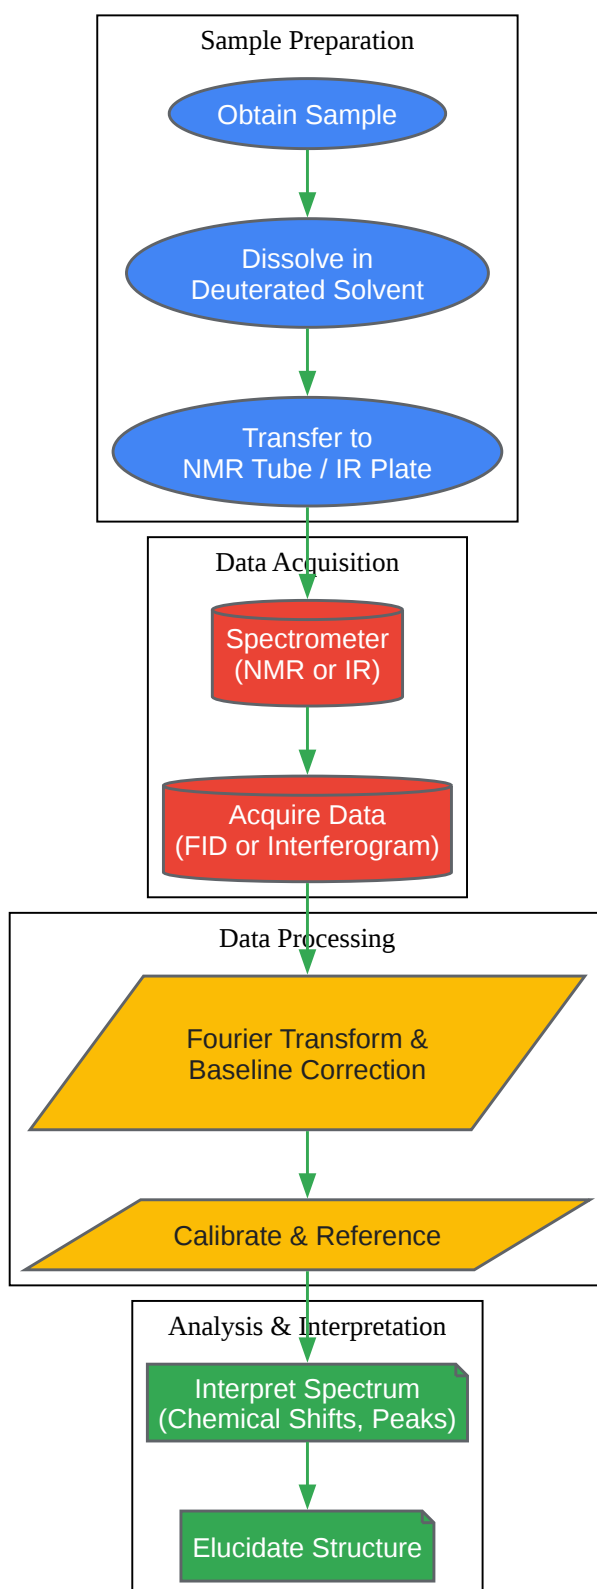 Sample Preparation
Obtain Sample
Dissolve in
Deuterated Solvent
Transfer to
NMR Tube / IR Plate
Data Acquisition
Spectrometer
(NMR or IR)
Acquire Data
(FID or Interferogram)
Data Processing
Fourier Transform &
Baseline Correction
Calibrate & Reference
Analysis & Interpretation
Interpret Spectrum
(Chemical Shifts, Peaks)
Elucidate Structure